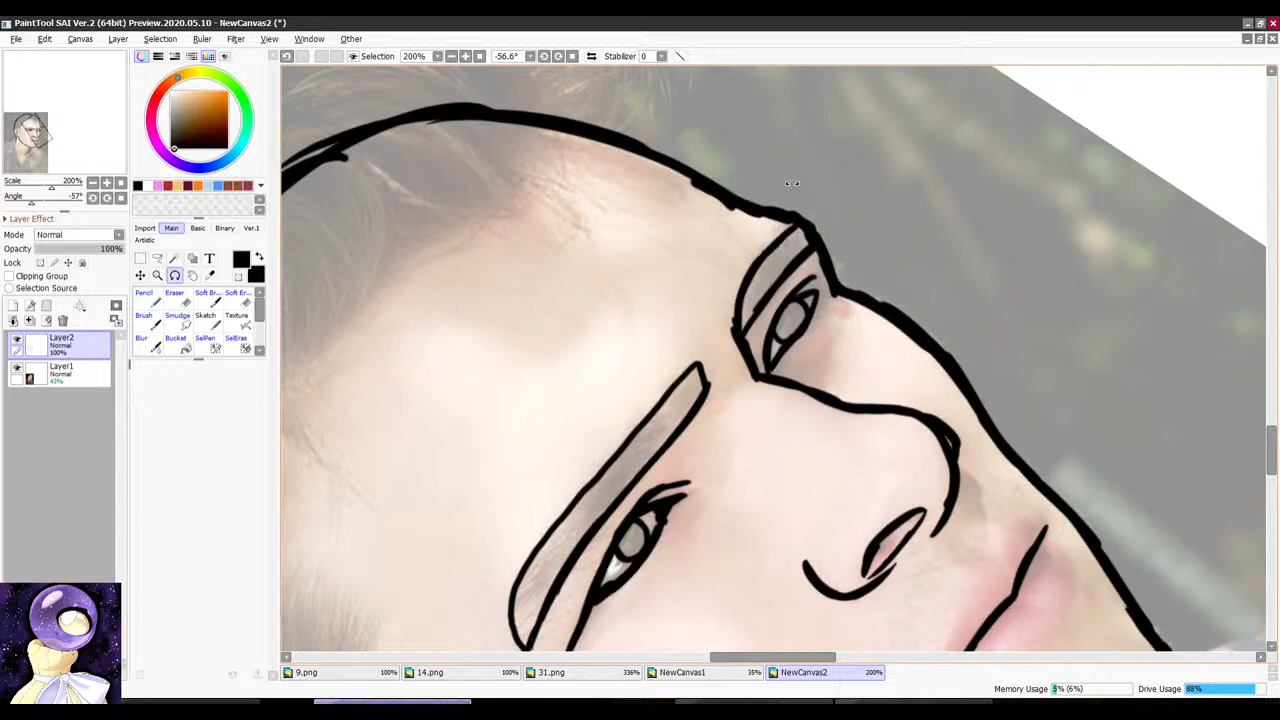 PaintTool SAI Ver.2 (64bit) Preview.2020.05.10 - NewCanvas2 (*)
File Edit Canvas Layer Selection Ruler Filter View Window Other
Selection 200% -56.6° Stabilizer 0
Scale 200%
Angle -57°
Layer Effect
Mode Normal
Opacity 100%
Lock
Clipping Group
Selection Source
Layer2
Normal
100%
Layer1
Normal
43%
Import Main Basic Binary Ver.1
Artistic
T
Pencil Eraser Soft Br... Soft Er...
Brush Smudge Sketch Texture
Blur Bucket SelPen SelEras
9.png 100% 14.png 100% 31.png 336% NewCanvas1 35% NewCanvas2 200%
Memory Usage 5% (6%) Drive Usage 88%